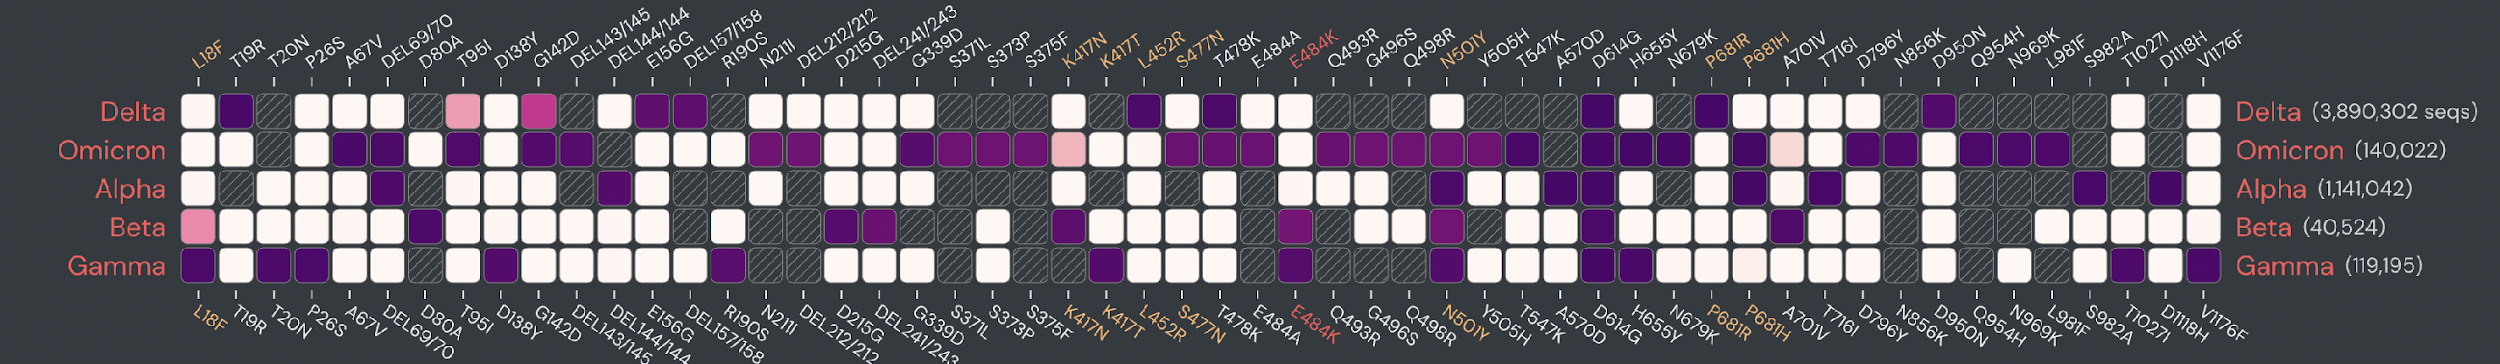 L18F T19R T20N P26S A67V DEL69/70 D80A T95I D138Y G142D DEL143/145 DEL144/144 E156G DEL157/158 R190S N211I DEL212/212 D215G DEL241/243 G339D S371L S373P S375F K417N K417T L452R S477N T478K E484A E484K Q493R G496S Q498R N501Y Y505H T547K A570D D614G H655Y N679K P681R P681H A701V T716I D796Y N856K D950N Q954H N969K L981F S982A T1027I D1118H V1176F
Delta Delta (3,890,302 seqs)
Omicron Omicron (140,022)
Alpha Alpha (1,141,042)
Beta Beta (40,524)
Gamma Gamma (119,195)
L18F T19R T20N P26S A67V DEL69/70 D80A T95I D138Y G142D DEL143/145 DEL144/144 E156G DEL157/158 R190S N211I DEL212/212 D215G DEL241/243 G339D S371L S373P S375F K417N K417T L452R S477N T478K E484A E484K Q493R G496S Q498R N501Y Y505H T547K A570D D614G H655Y N679K P681R P681H A701V T716I D796Y N856K D950N Q954H N969K L981F S982A T1027I D1118H V1176F